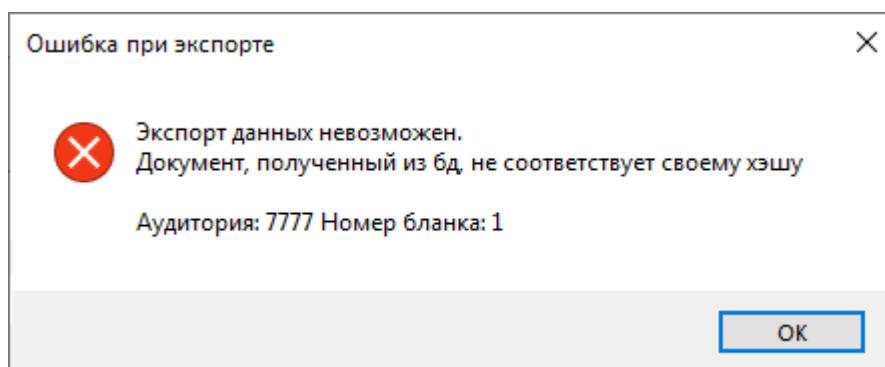 Ошибка при экспорте
Экспорт данных невозможен.
Документ, полученный из бд, не соответствует своему хэшу
Аудитория: 7777 Номер бланка: 1
ОК